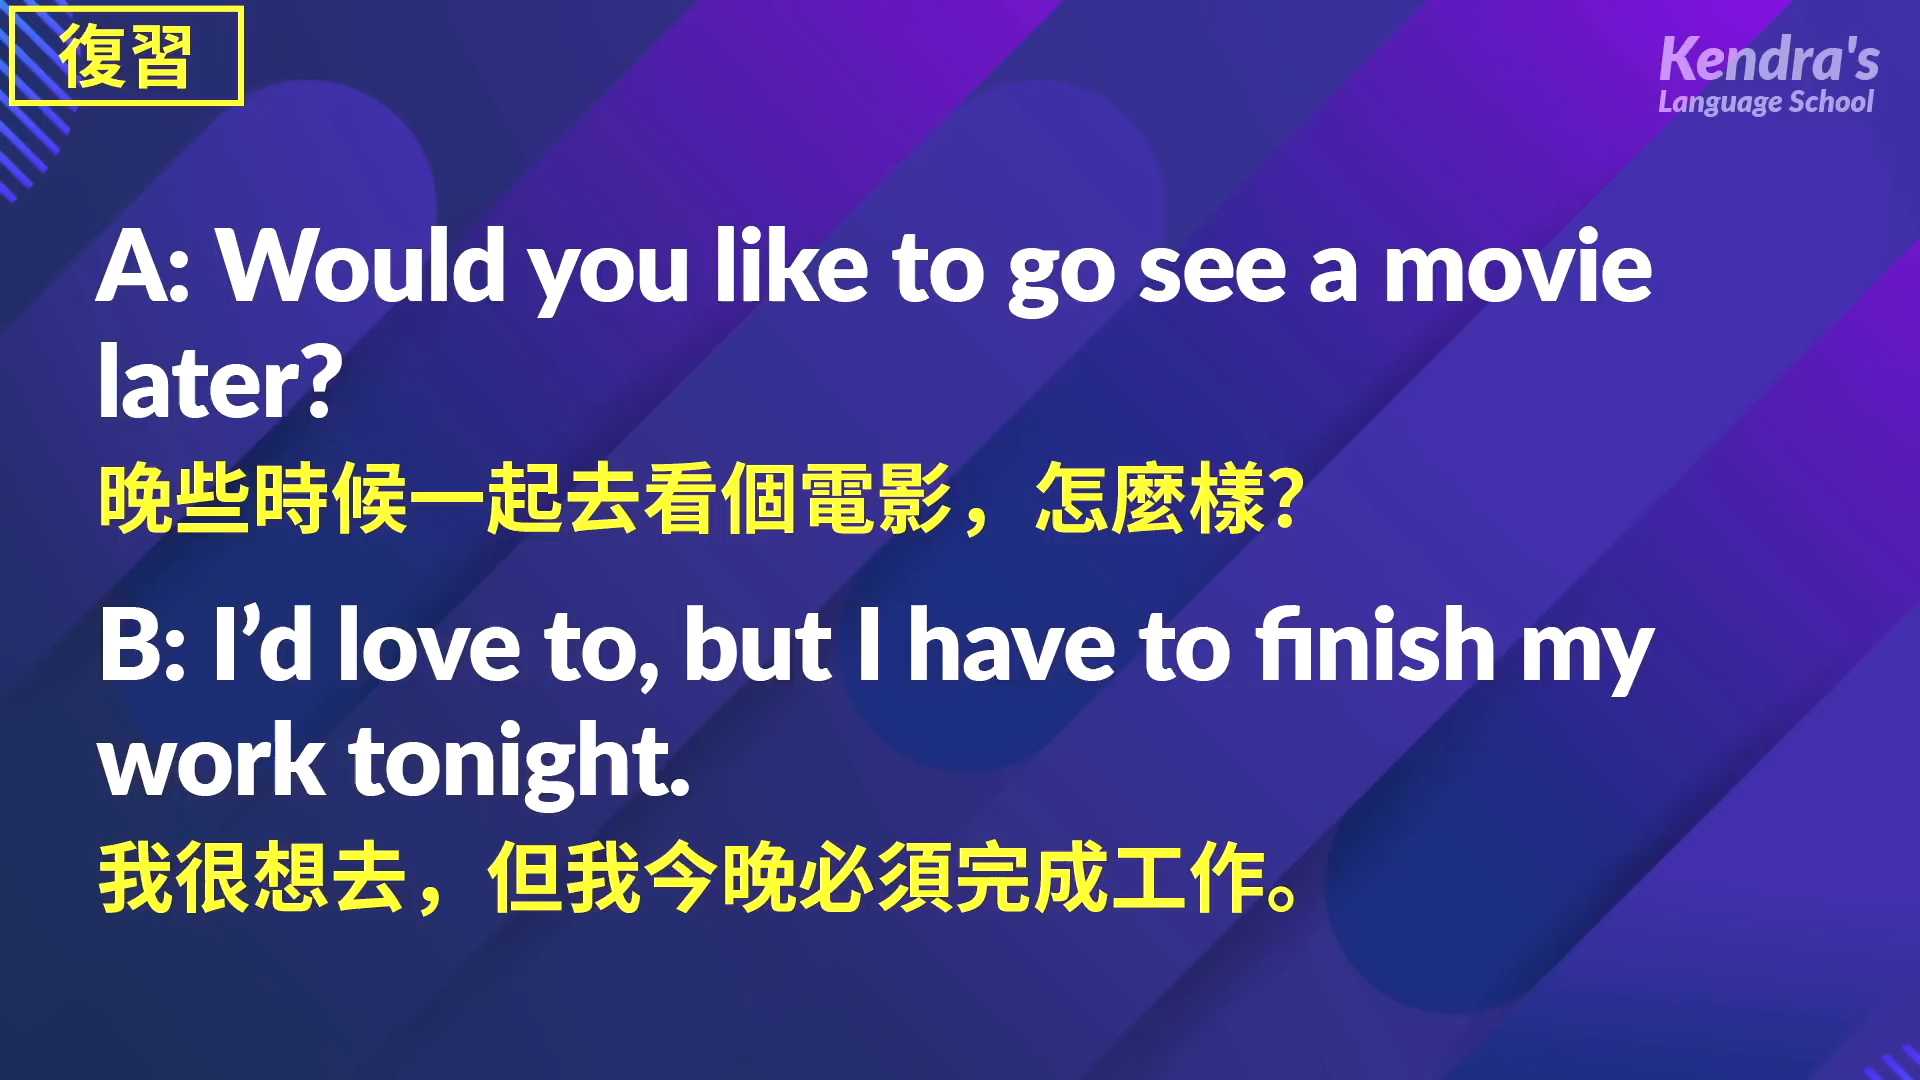 復習
Kendra's
Language School
A: Would you like to go see a movie
later?
晚些時候一起去看個電影，怎麼樣？
B: I’d love to, but I have to finish my
work tonight.
我很想去，但我今晚必須完成工作。